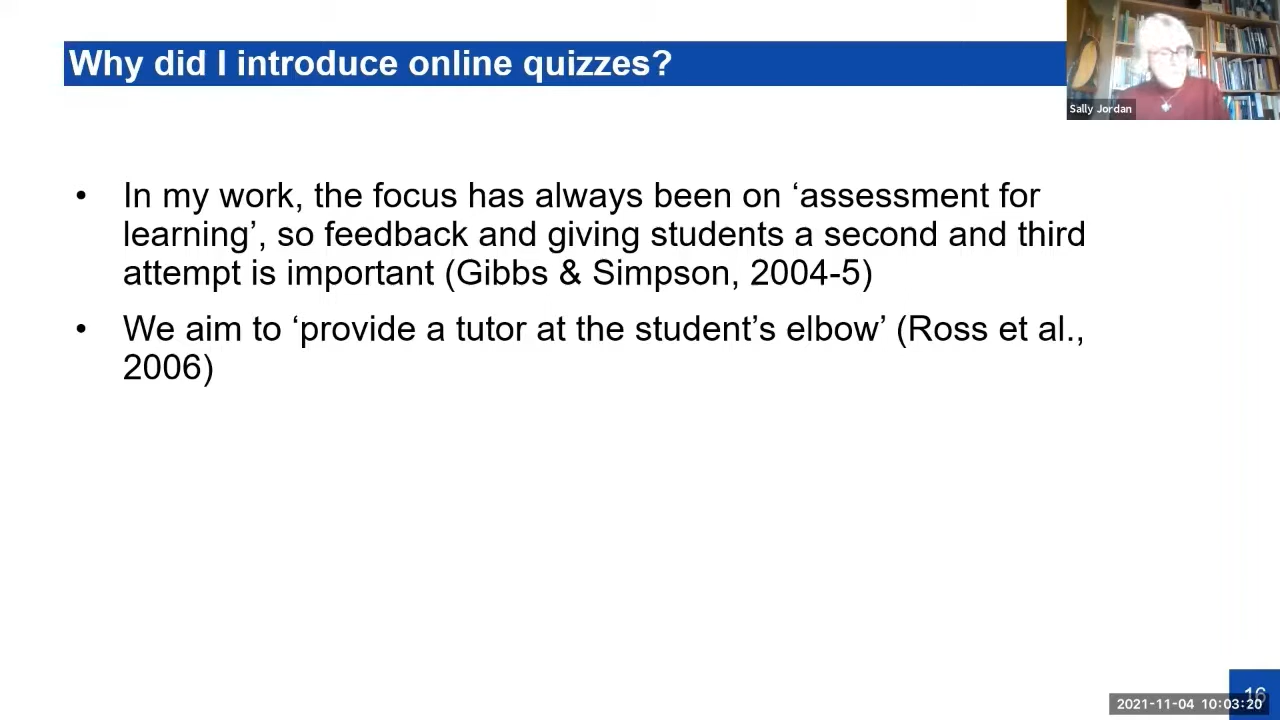 Why did I introduce online quizzes?
Sally Jordan
• In my work, the focus has always been on ‘assessment for
learning’, so feedback and giving students a second and third
attempt is important (Gibbs & Simpson, 2004-5)
• We aim to ‘provide a tutor at the student’s elbow’ (Ross et al.,
2006)
16
2021-11-04 10:03:20